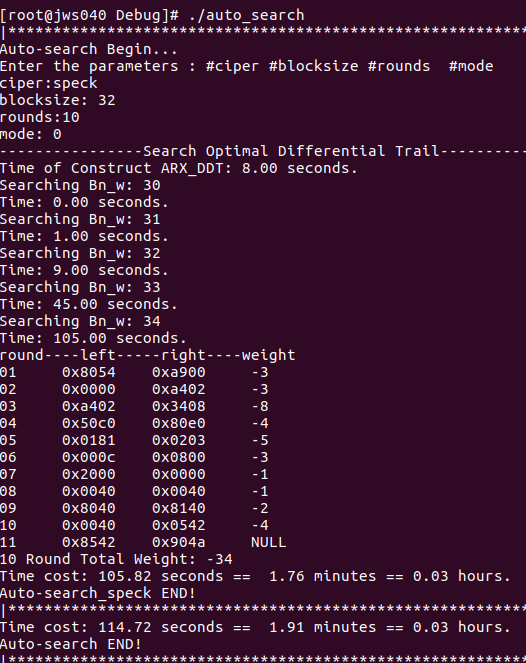 [root@jws040 Debug]# ./auto_search
|***************************************************************
Auto-search Begin...
Enter the parameters : #ciper #blocksize #rounds  #mode
ciper:speck
blocksize: 32
rounds:10
mode: 0
----------------Search Optimal Differential Trail----------
Time of Construct ARX_DDT: 8.00 seconds.
Searching Bn_w: 30
Time: 0.00 seconds.
Searching Bn_w: 31
Time: 1.00 seconds.
Searching Bn_w: 32
Time: 9.00 seconds.
Searching Bn_w: 33
Time: 45.00 seconds.
Searching Bn_w: 34
Time: 105.00 seconds.
round----left-----right----weight
01     0x8054    0xa900     -3
02     0x0000    0xa402     -3
03     0xa402    0x3408     -8
04     0x50c0    0x80e0     -4
05     0x0181    0x0203     -5
06     0x000c    0x0800     -3
07     0x2000    0x0000     -1
08     0x0040    0x0040     -1
09     0x8040    0x8140     -2
10     0x0040    0x0542     -4
11     0x8542    0x904a     NULL
10 Round Total Weight: -34
Time cost: 105.82 seconds ==  1.76 minutes == 0.03 hours.
Auto-search_speck END!
|***************************************************************
Time cost: 114.72 seconds ==  1.91 minutes == 0.03 hours.
Auto-search END!
|***************************************************************